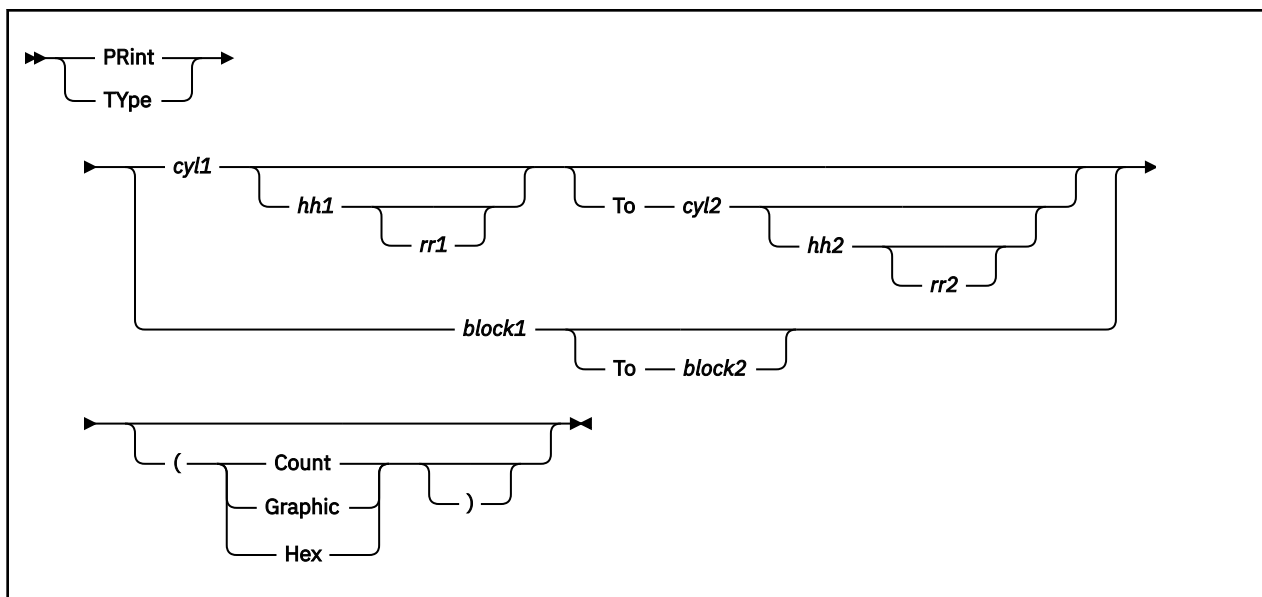 PRint
TYpe
cyl1
hh1 To cyl2
rr1 hh2
rr2
block1
To block2
( Count
Graphic )
Hex